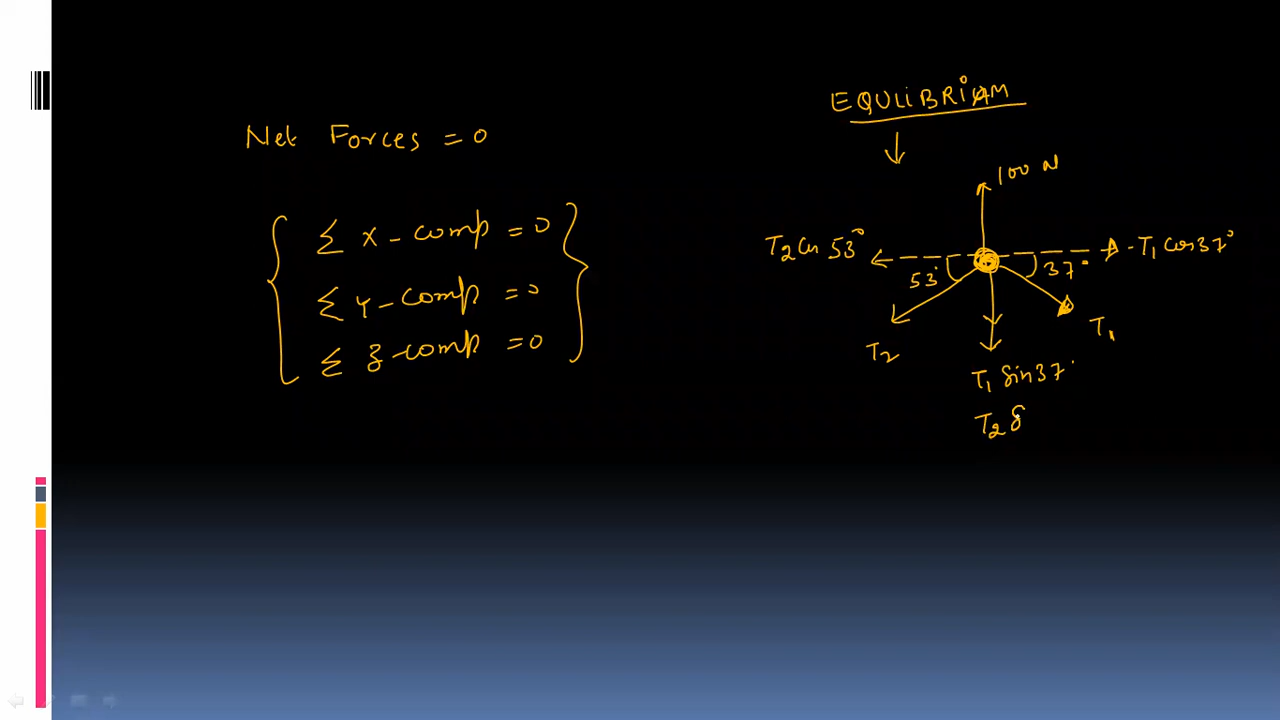 EQULIBRIAM
Net Forces = 0
100 N
Σ X - comp = 0
Σ Y - comp = 0
Σ z - comp = 0
T2 cos 53°
T1 cos 37°
53°
37°
T2
T1
T1 sin 37°
T2 s